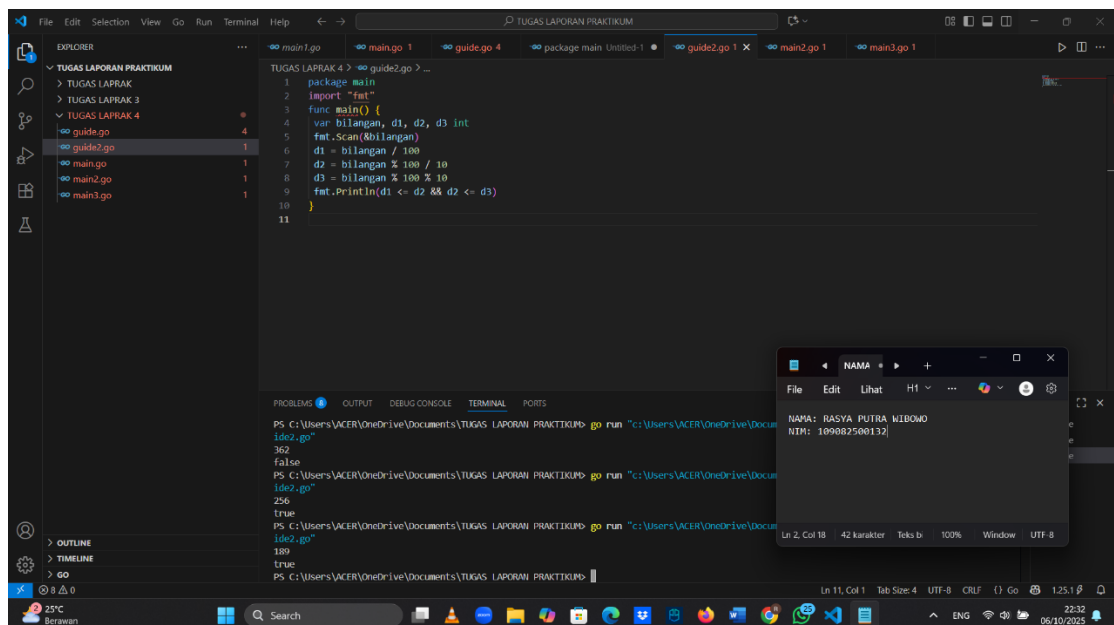 File Edit Selection View Go Run Terminal Help
TUGAS LAPORAN PRAKTIKUM
EXPLORER
main1.go main.go 1 guide.go 4 package main Untitled-1 guide2.go 1 main2.go 1 main3.go 1
TUGAS LAPORAN PRAKTIKUM
TUGAS LAPRAK
TUGAS LAPRAK 3
TUGAS LAPRAK 4
guide.go 4
guide2.go 1
main.go 1
main2.go 1
main3.go 1
TUGAS LAPRAK 4 > guide2.go > ...
1 package main
2 import "fmt"
3 func main() {
4 var bilangan, d1, d2, d3 int
5 fmt.Scan(&bilangan)
6 d1 = bilangan / 100
7 d2 = bilangan % 100 / 10
8 d3 = bilangan % 100 % 10
9 fmt.Println(d1 <= d2 && d2 <= d3)
10 }
11
PROBLEMS 8 OUTPUT DEBUG CONSOLE TERMINAL PORTS
PS C:\Users\ACER\OneDrive\Documents\TUGAS LAPORAN PRAKTIKUM> go run "c:\Users\ACER\OneDrive\Docum
ide2.go"
362
false
PS C:\Users\ACER\OneDrive\Documents\TUGAS LAPORAN PRAKTIKUM> go run "c:\Users\ACER\OneDrive\Docum
ide2.go"
256
true
PS C:\Users\ACER\OneDrive\Documents\TUGAS LAPORAN PRAKTIKUM> go run "c:\Users\ACER\OneDrive\Docum
ide2.go"
189
true
PS C:\Users\ACER\OneDrive\Documents\TUGAS LAPORAN PRAKTIKUM>
NAMA
File Edit Lihat H1
NAMA: RASYA PUTRA WIBOWO
NIM: 109082500132
Ln 2, Col 18 42 karakter Teks bi 100% Window UTF-8
OUTLINE
TIMELINE
GO
8 0
Ln 11, Col 1 Tab Size: 4 UTF-8 CRLF {} Go 1.25.1
2
25°C
Berawan
Search
25
ENG
22:32
06/10/2025